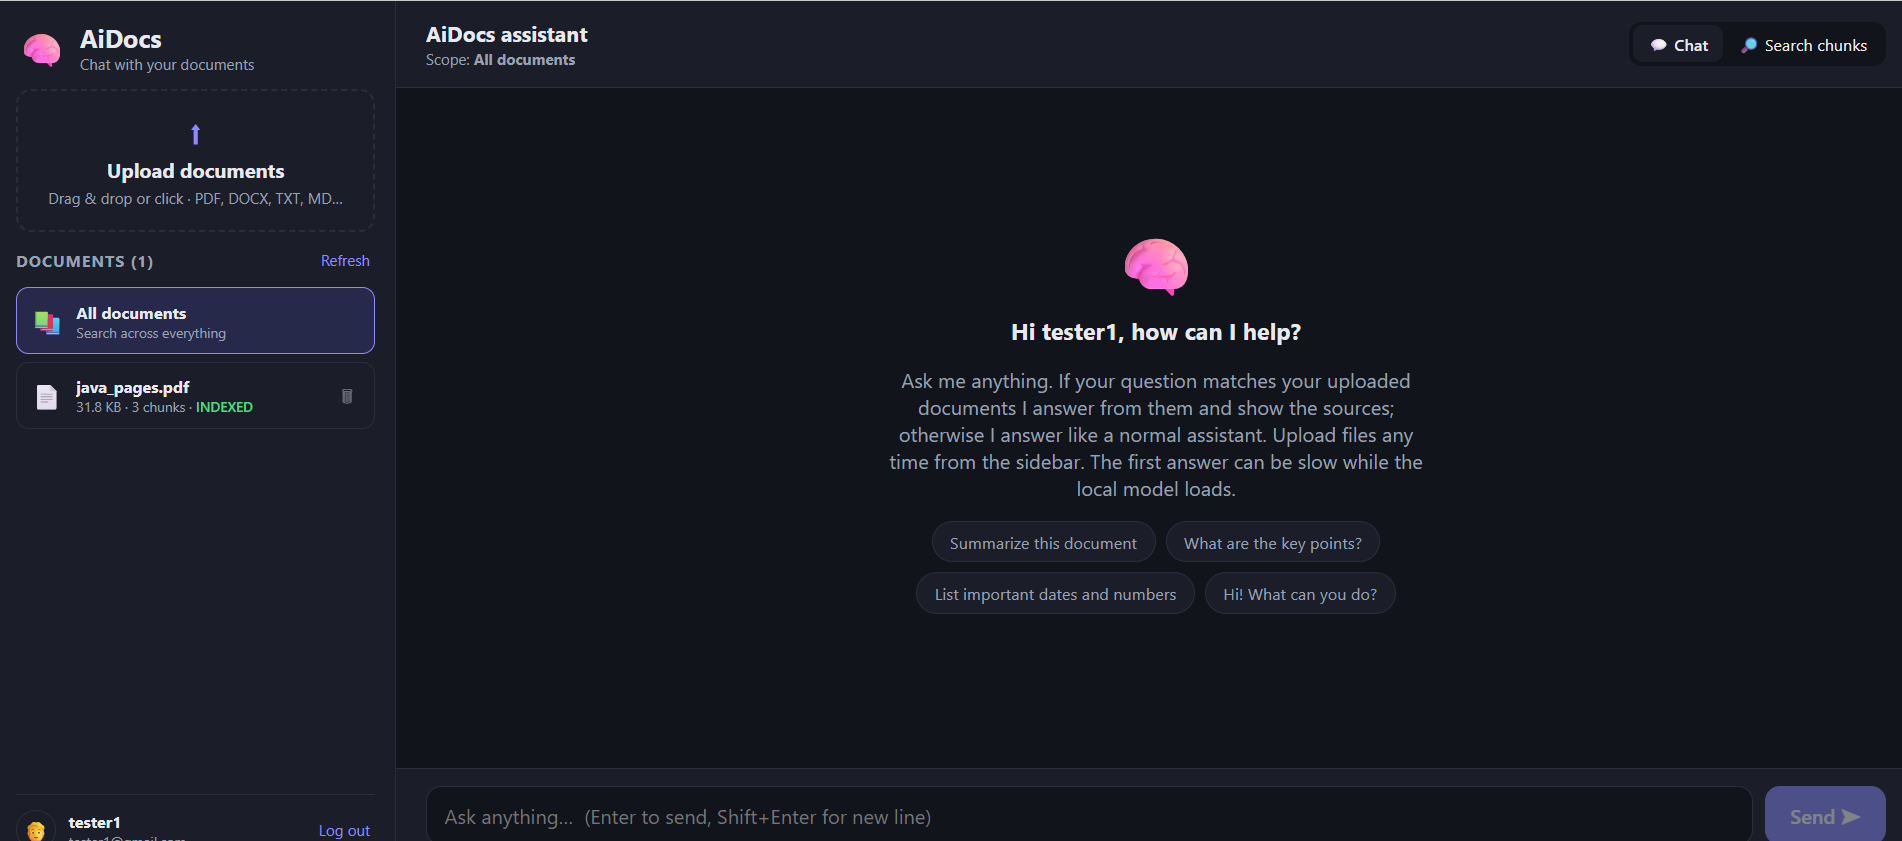 AiDocs
Chat with your documents
Upload documents
Drag & drop or click · PDF, DOCX, TXT, MD...
DOCUMENTS (1)
Refresh
All documents
Search across everything
java_pages.pdf
31.8 KB · 3 chunks · INDEXED
tester1
tester1@gmail.com
Log out
AiDocs assistant
Scope: All documents
Chat
Search chunks
Hi tester1, how can I help?
Ask me anything. If your question matches your uploaded
documents I answer from them and show the sources;
otherwise I answer like a normal assistant. Upload files any
time from the sidebar. The first answer can be slow while the
local model loads.
Summarize this document
What are the key points?
List important dates and numbers
Hi! What can you do?
Ask anything... (Enter to send, Shift+Enter for new line)
Send